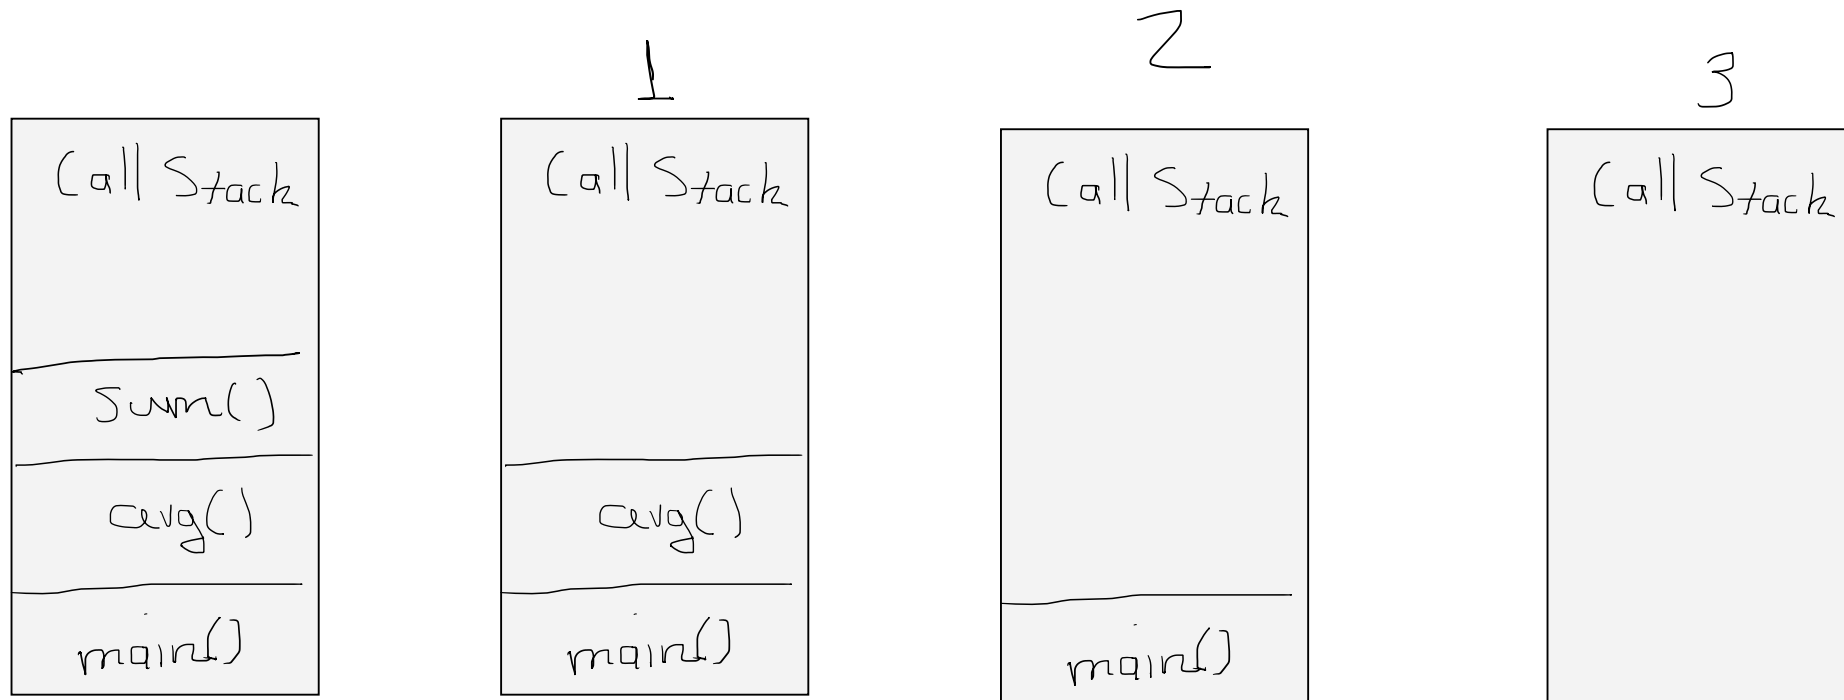 1
2
3
Call Stack
Call Stack
Call Stack
Call Stack
sum()
avg()
avg()
main()
main()
main()